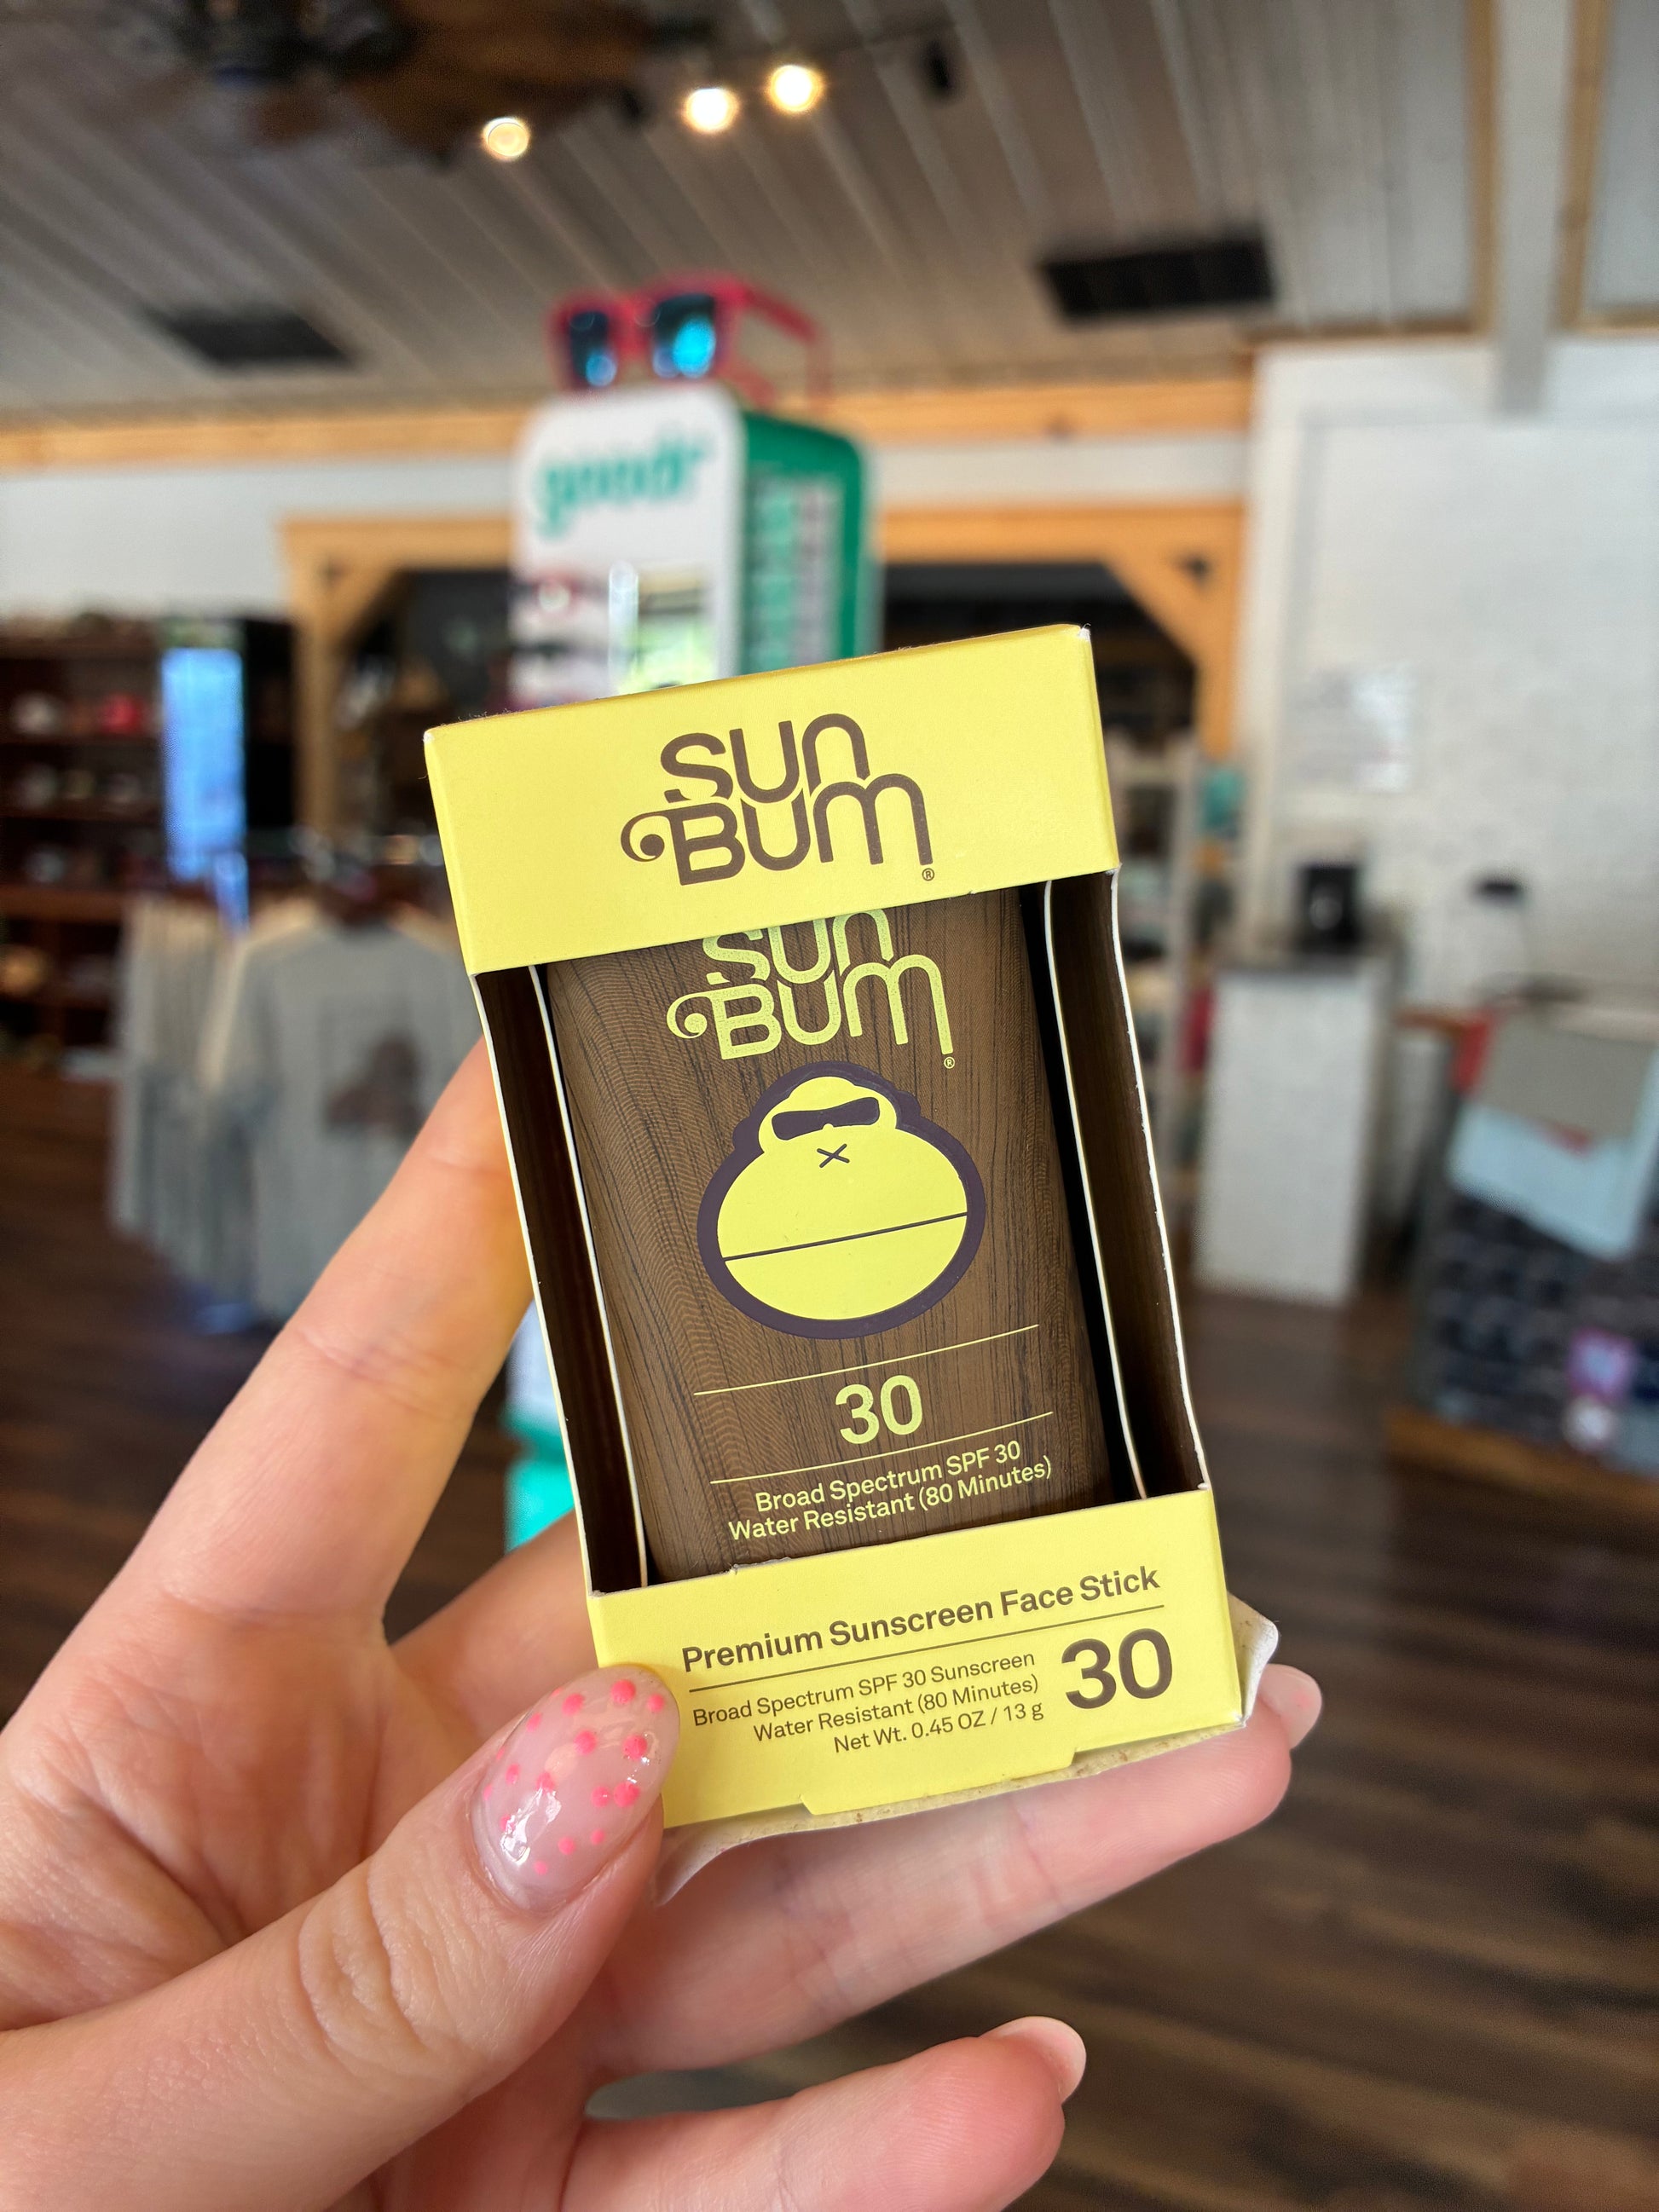 goodr
SUN
BUM®
SUN
BUM®
30
Broad Spectrum SPF 30
Water Resistant (80 Minutes)
Premium Sunscreen Face Stick
Broad Spectrum SPF 30 Sunscreen
Water Resistant (80 Minutes)
Net Wt. 0.45 OZ / 13 g
30